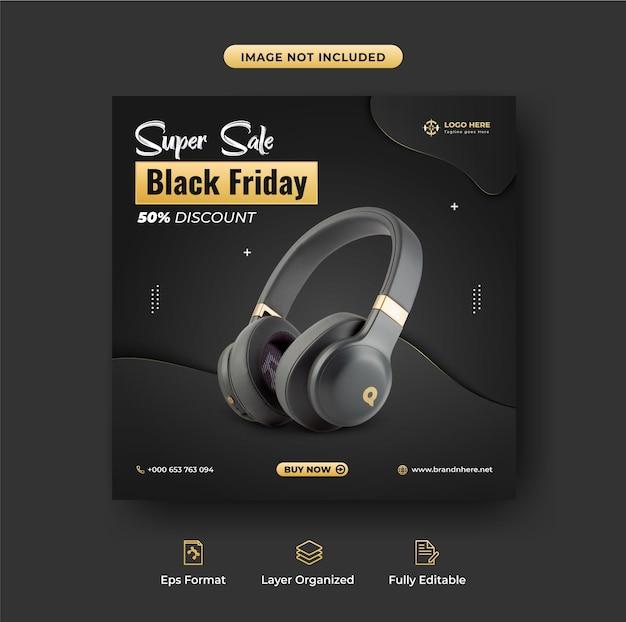 IMAGE NOT INCLUDED
LOGO HERE
Tagline goes Here
Super Sale
Black Friday
50% DISCOUNT
+000 653 763 094
BUY NOW
www.brandnhere.net
Eps Format
Layer Organized
Fully Editable